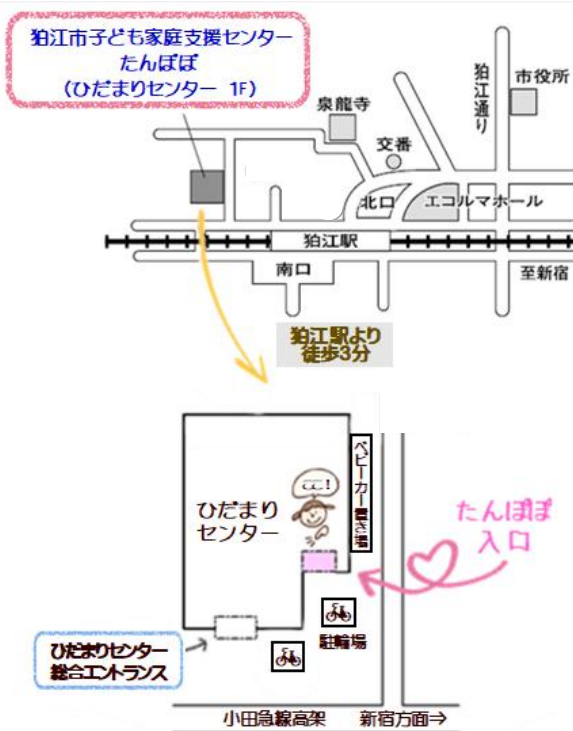 狛江市子ども家庭支援センター
たんぽぽ
（ひだまりセンター 1F）
狛江通り
市役所
泉龍寺
交番
北口
エコルマホール
狛江駅
南口
至新宿
狛江駅より
徒歩3分
ここ!
ベビーカー置き場
ひだまり
センター
たんぽぽ
入口
駐輪場
ひだまりセンター
総合エントランス
小田急線高架 新宿方面→